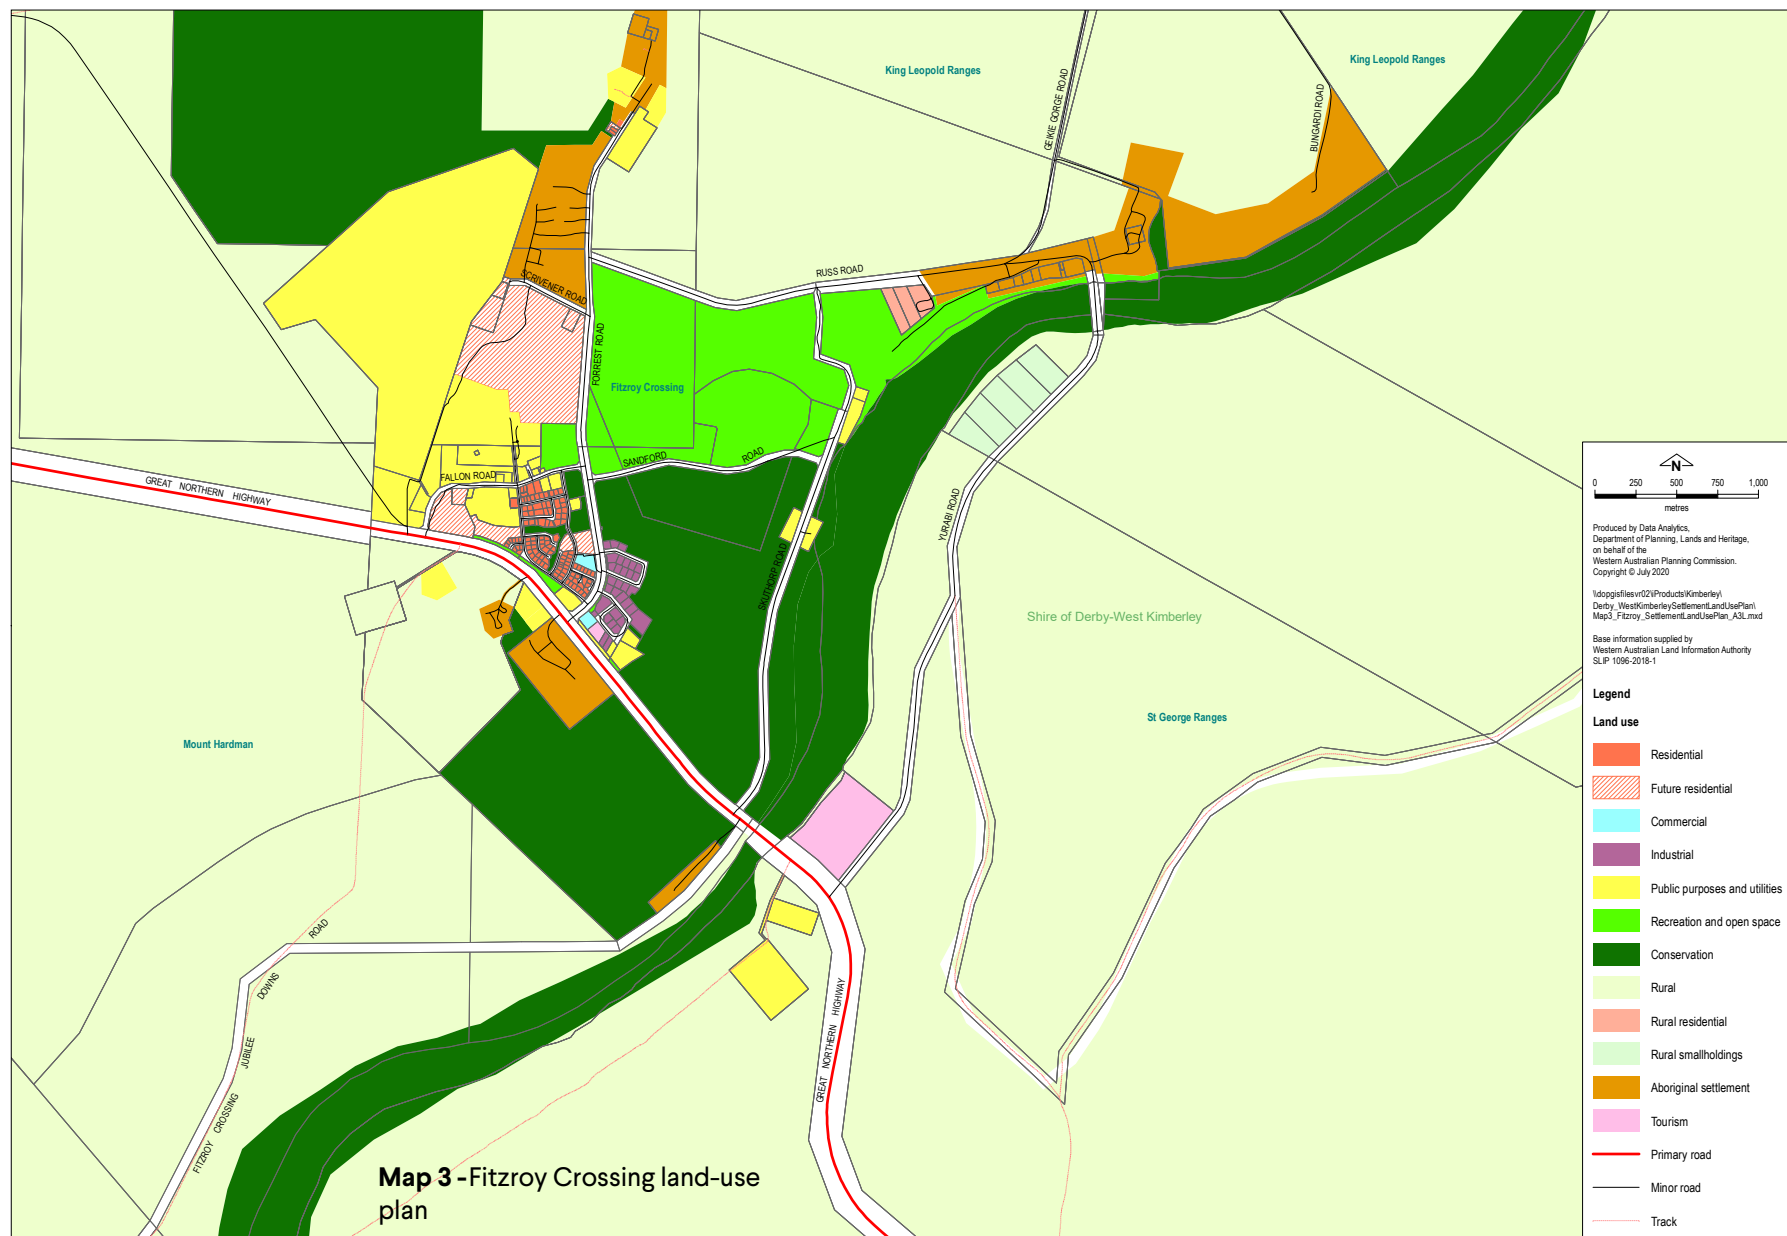 King Leopold Ranges
King Leopold Ranges
GEIKIE GORGE ROAD
BUNGARDI ROAD
RUSS ROAD
SCRIVENER ROAD
FORREST ROAD
Fitzroy Crossing
SANDFORD ROAD
FALLON ROAD
GREAT NORTHERN HIGHWAY
SKUTHORP ROAD
YURABI ROAD
Shire of Derby-West Kimberley
St George Ranges
Mount Hardman
GREAT NORTHERN HIGHWAY
FITZROY CROSSING JUBILEE DOWNS ROAD
Map 3 -Fitzroy Crossing land-use
plan
N
0 250 500 750 1,000
metres
Produced by Data Analytics,
Department of Planning, Lands and Heritage,
on behalf of the
Western Australian Planning Commission.
Copyright © July 2020
\\dopgisfilesvr02\iProducts\Kimberley\
Derby_WestKimberleySettlementLandUsePlan\
Map3_Fitzroy_SettlementLandUsePlan_A3L.mxd
Base information supplied by
Western Australian Land Information Authority
SLIP 1096-2018-1
Legend
Land use
Residential
Future residential
Commercial
Industrial
Public purposes and utilities
Recreation and open space
Conservation
Rural
Rural residential
Rural smallholdings
Aboriginal settlement
Tourism
Primary road
Minor road
Track